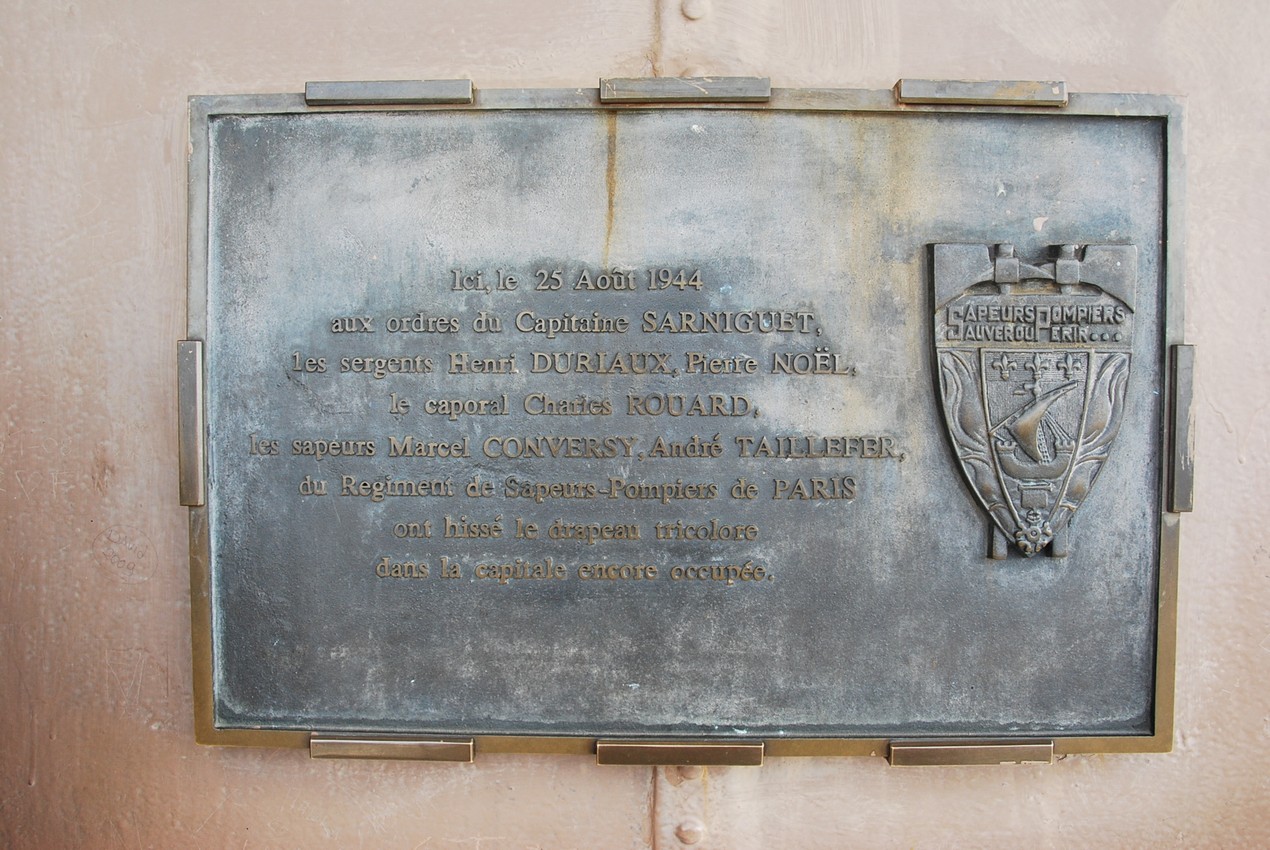 Ici, le 25 Août 1944
aux ordres du Capitaine SARNIGUET,
les sergents Henri DURIAUX, Pierre NOËL,
le caporal Charles ROUARD,
les sapeurs Marcel CONVERSY, André TAILLEFER,
du Régiment de Sapeurs-Pompiers de PARIS
ont hissé le drapeau tricolore
dans la capitale encore occupée.
SAPEURS POMPIERS
SAUVER OU PERIR...
2009